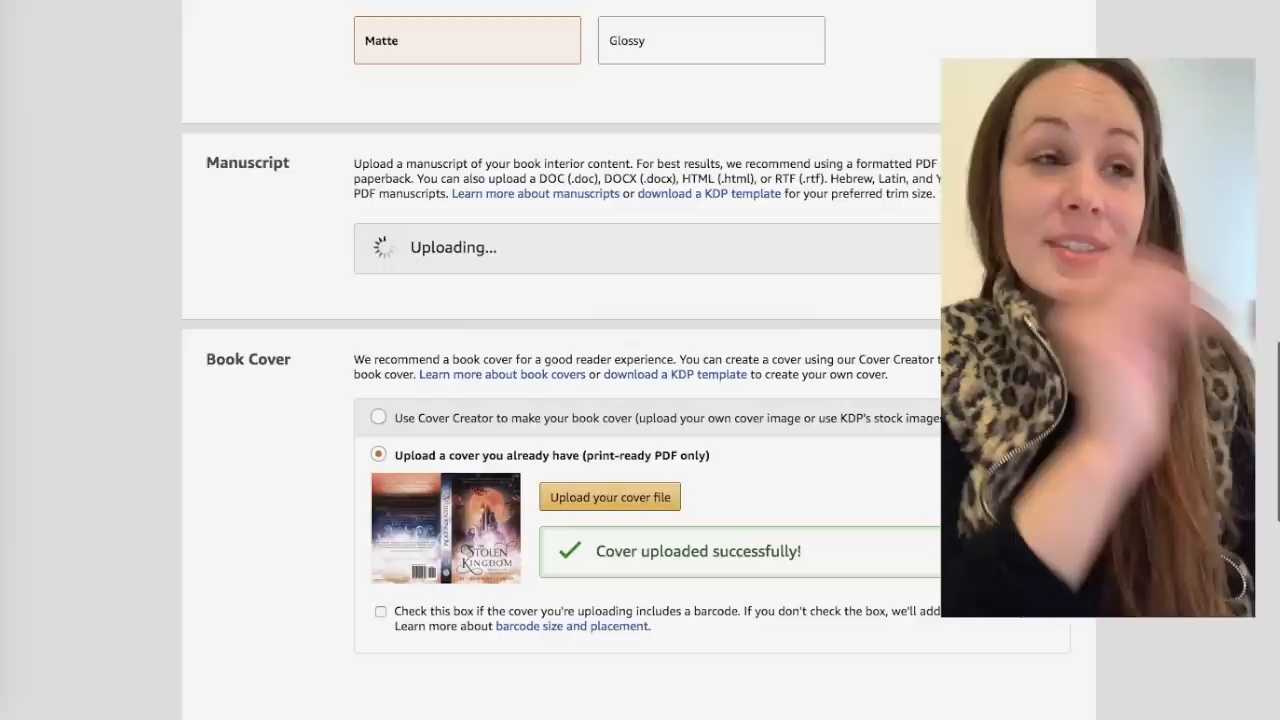 Matte
Glossy
Manuscript
Upload a manuscript of your book interior content. For best results, we recommend using a formatted PDF
paperback. You can also upload a DOC (.doc), DOCX (.docx), HTML (.html), or RTF (.rtf). Hebrew, Latin, and Y
PDF manuscripts. Learn more about manuscripts or download a KDP template for your preferred trim size.
Uploading...
Book Cover
We recommend a book cover for a good reader experience. You can create a cover using our Cover Creator t
book cover. Learn more about book covers or download a KDP template to create your own cover.
Use Cover Creator to make your book cover (upload your own cover image or use KDP's stock images
Upload a cover you already have (print-ready PDF only)
STOLEN
KINGDOM
Upload your cover file
Cover uploaded successfully!
Check this box if the cover you're uploading includes a barcode. If you don't check the box, we'll add
Learn more about barcode size and placement.